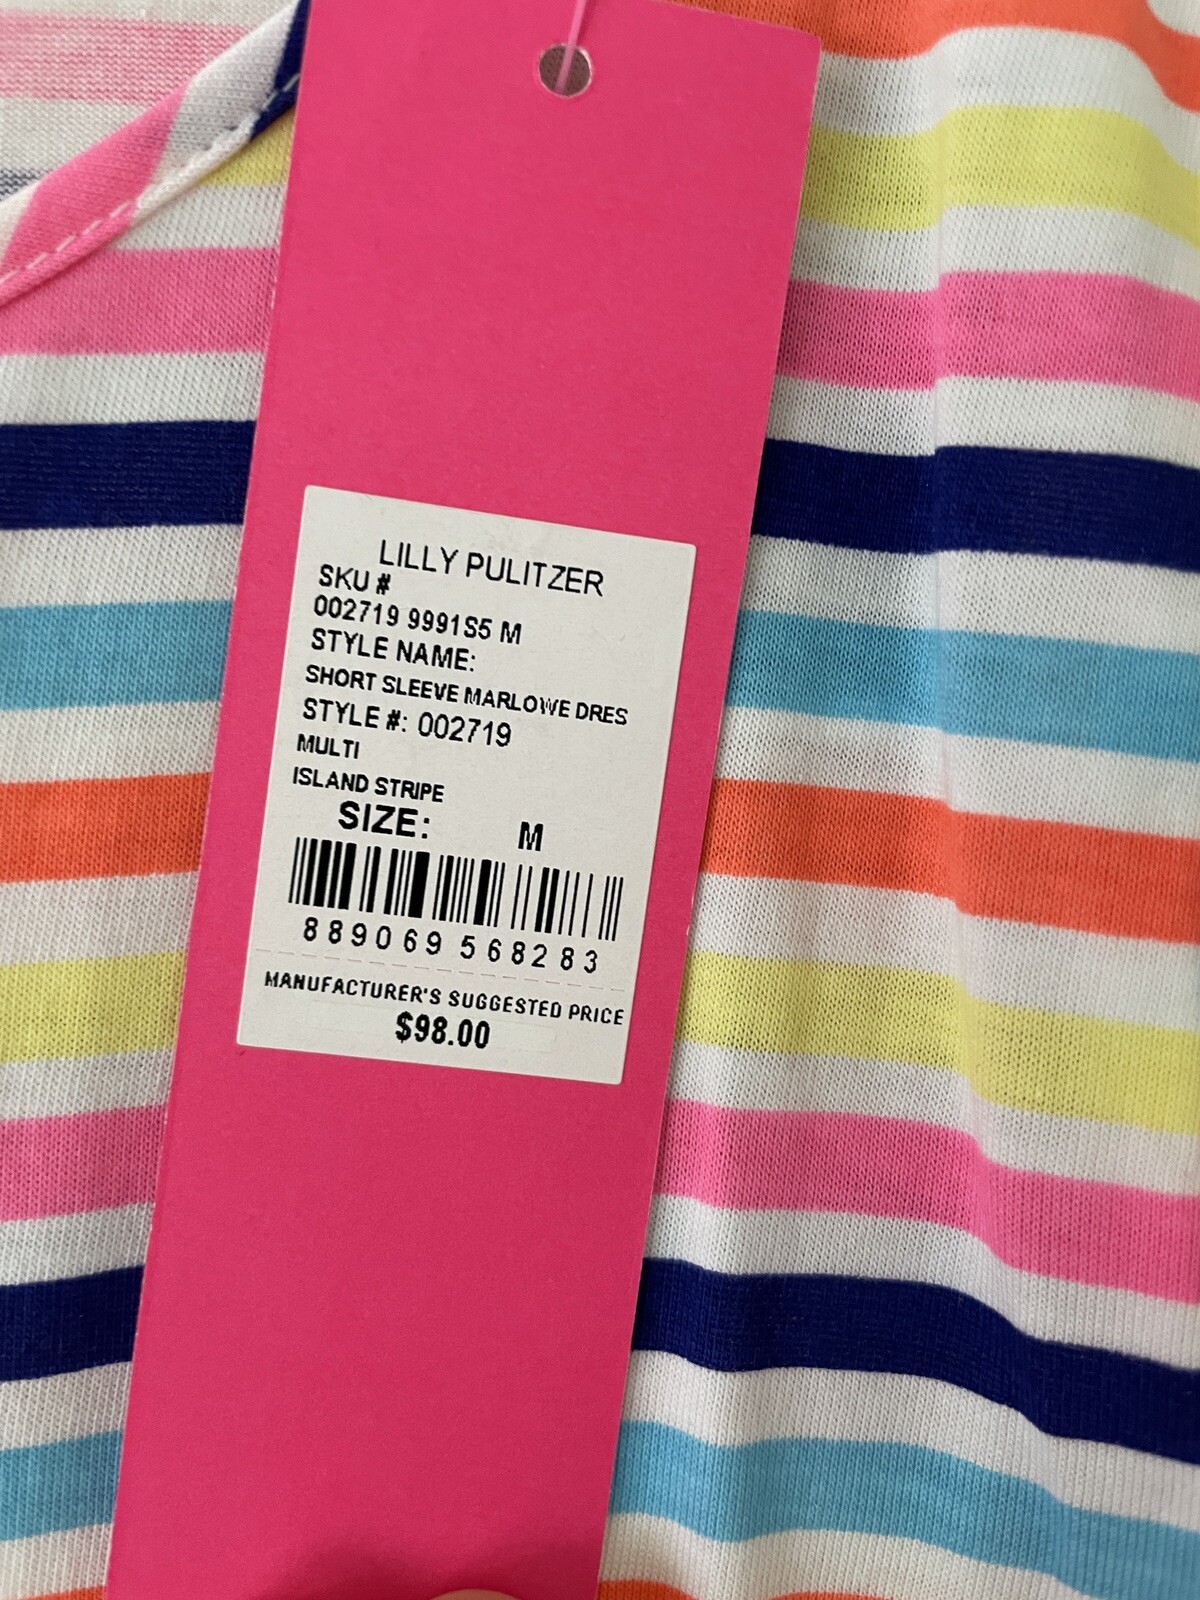 LILLY PULITZER
SKU #
002719 9991S5 M
STYLE NAME:
SHORT SLEEVE MARLOWE DRES
STYLE #: 002719
MULTI
ISLAND STRIPE
SIZE: M
889069 568283
MANUFACTURER'S SUGGESTED PRICE
$98.00